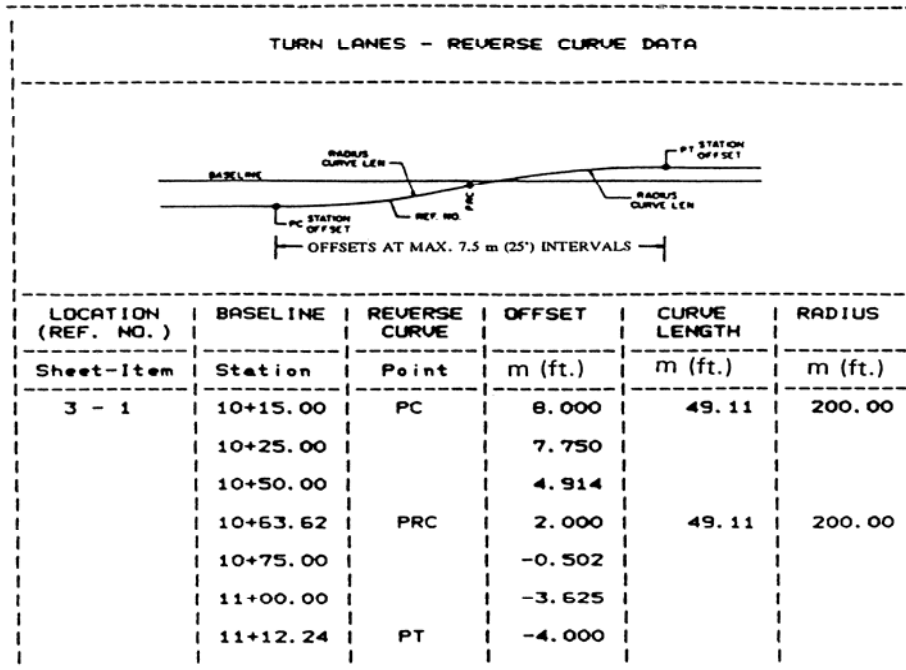 TURN LANES - REVERSE CURVE DATA
PT STATION OFFSET
RADIUS CURVE LEN
BASELINE
PRC
RADIUS CURVE LEN
REF. NO.
PC STATION OFFSET
OFFSETS AT MAX. 7.5 m (25') INTERVALS
LOCATION (REF. NO.) | BASELINE | REVERSE CURVE | OFFSET | CURVE LENGTH | RADIUS
Sheet-Item | Station | Point | m (ft.) | m (ft.) | m (ft.)
3 - 1 | 10+15.00 | PC | 8.000 | 49.11 | 200.00
10+25.00 | 7.750
10+50.00 | 4.914
10+63.62 | PRC | 2.000 | 49.11 | 200.00
10+75.00 | -0.502
11+00.00 | -3.625
11+12.24 | PT | -4.000